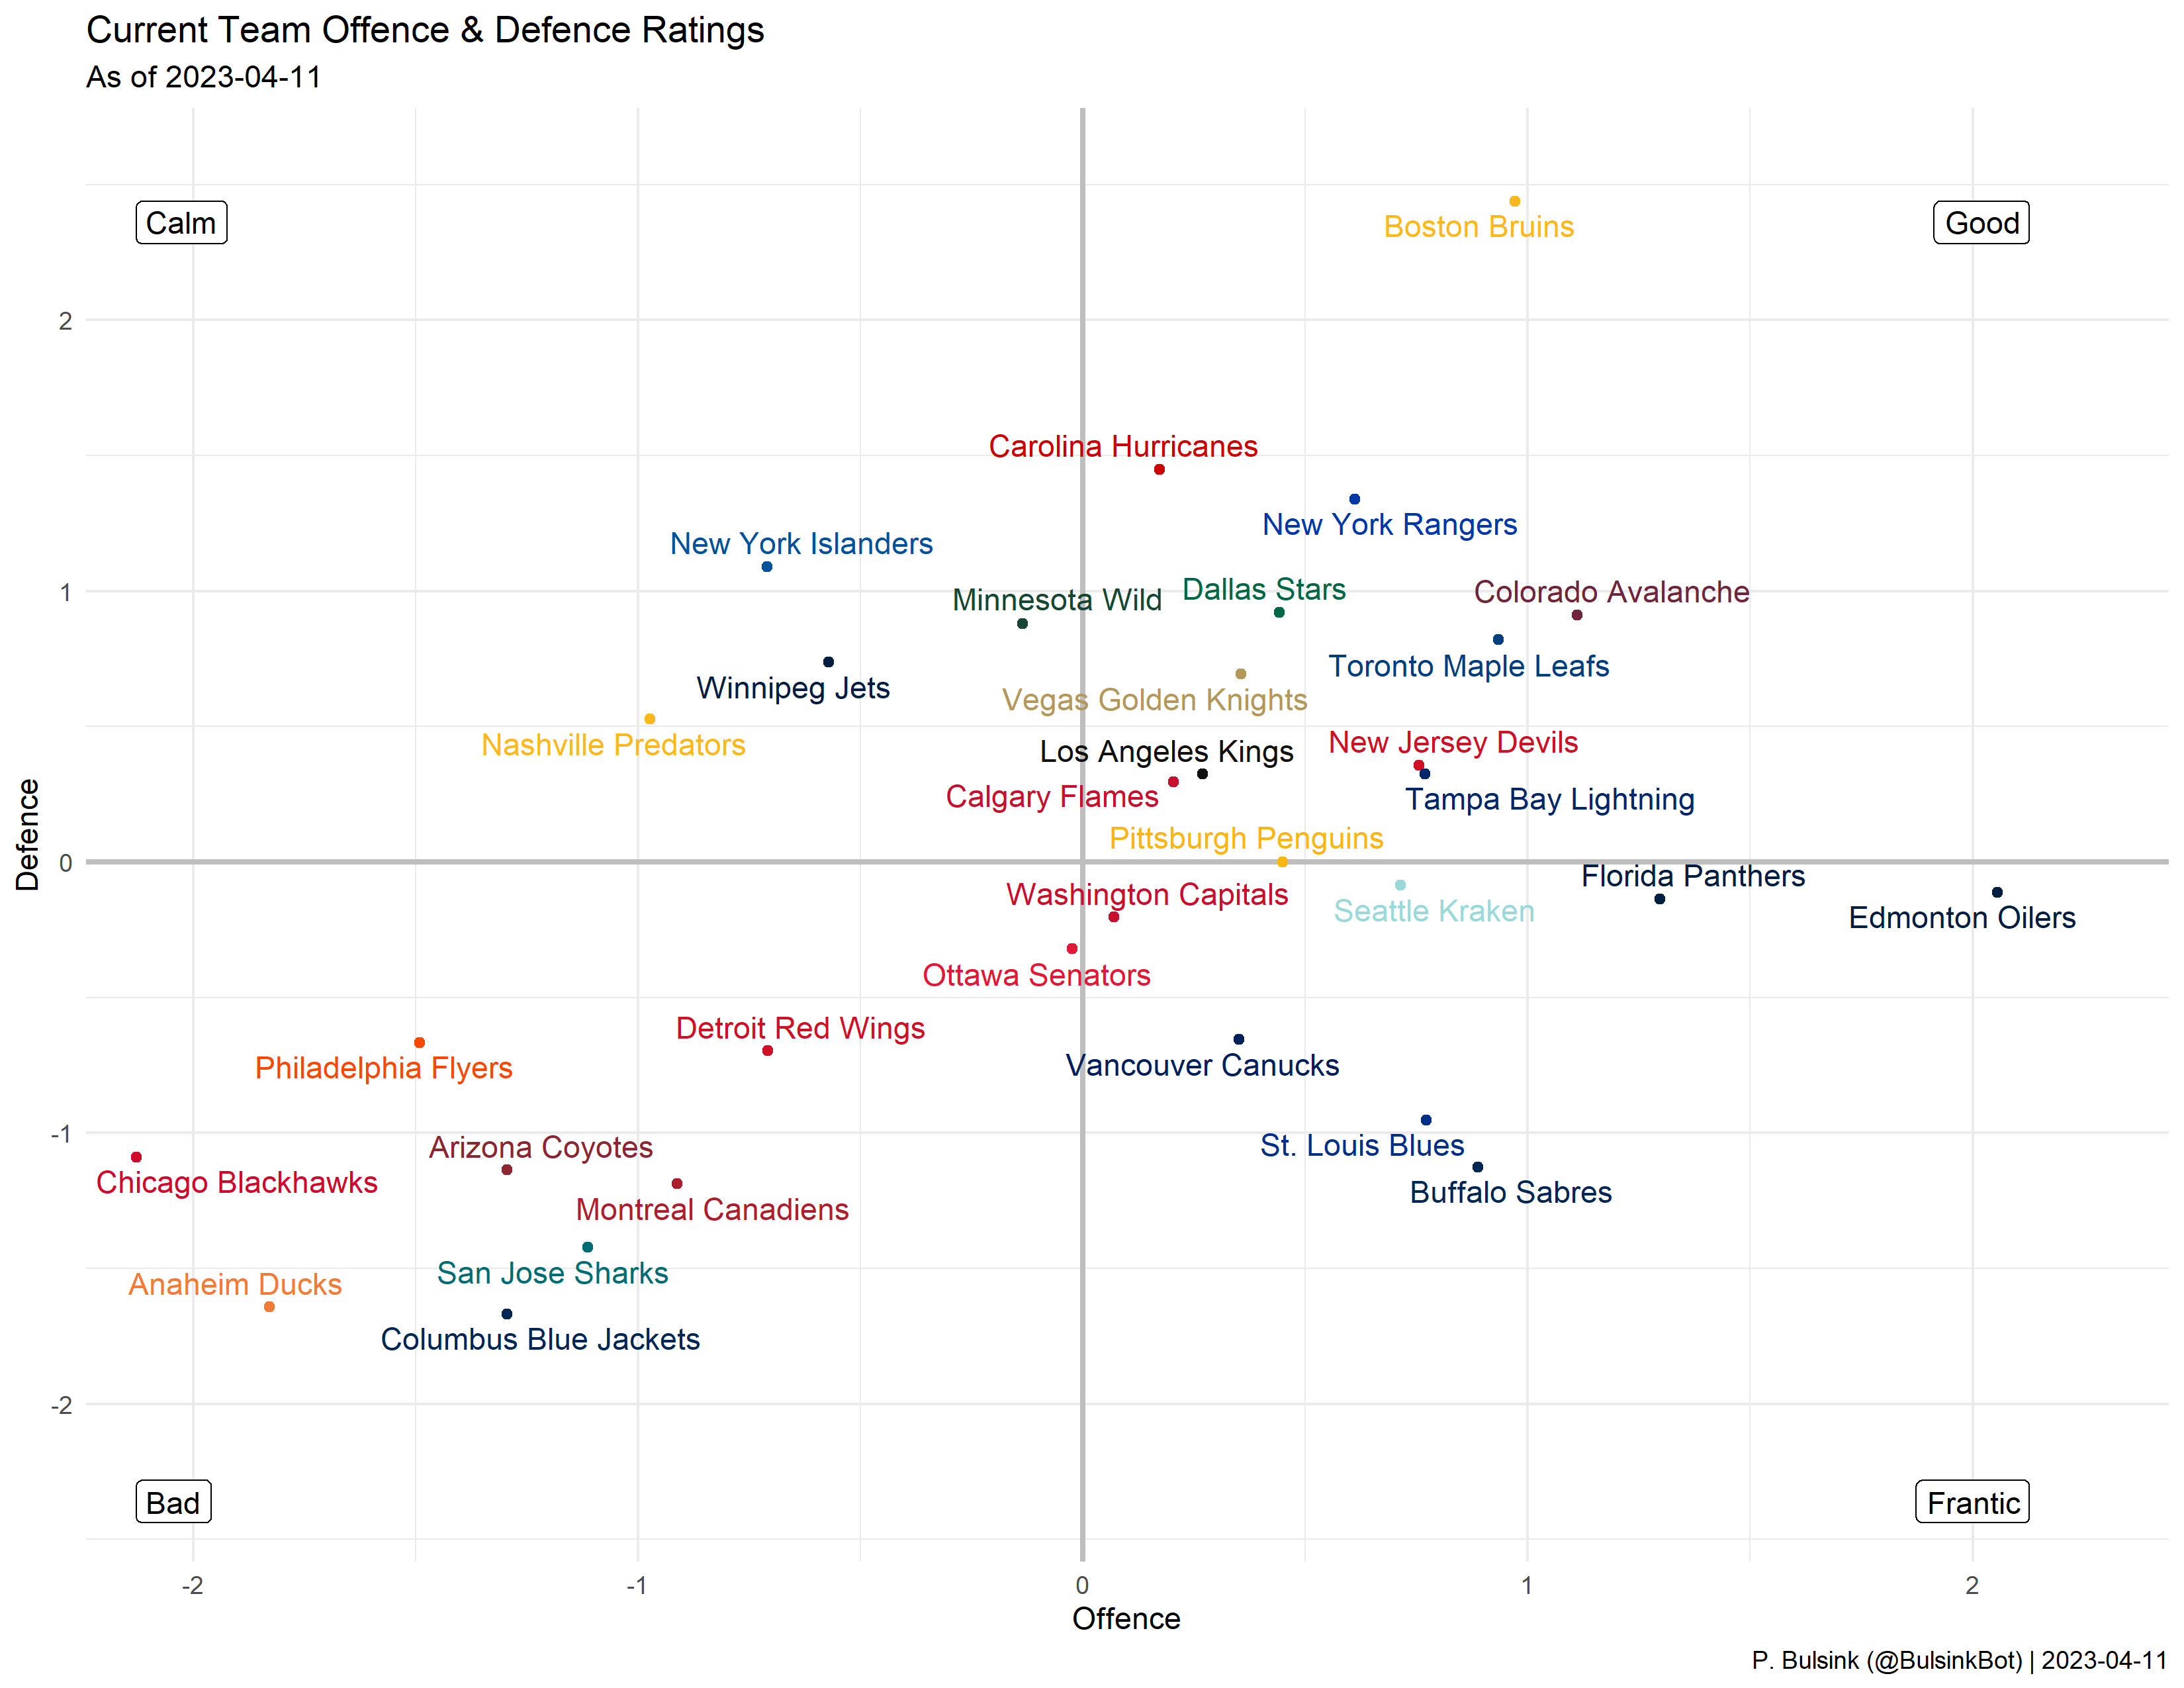 Current Team Offence & Defence Ratings
As of 2023-04-11
Calm
Good
Boston Bruins
Carolina Hurricanes
New York Rangers
New York Islanders
Minnesota Wild
Dallas Stars
Colorado Avalanche
Toronto Maple Leafs
Winnipeg Jets
Vegas Golden Knights
Nashville Predators
Los Angeles Kings
New Jersey Devils
Calgary Flames
Tampa Bay Lightning
Pittsburgh Penguins
Florida Panthers
Washington Capitals
Seattle Kraken
Edmonton Oilers
Ottawa Senators
Detroit Red Wings
Philadelphia Flyers
Vancouver Canucks
Arizona Coyotes
St. Louis Blues
Chicago Blackhawks
Buffalo Sabres
Montreal Canadiens
San Jose Sharks
Anaheim Ducks
Columbus Blue Jackets
Bad
Frantic
2
1
0
-1
-2
Defence
-2
-1
0
1
2
Offence
P. Bulsink (@BulsinkBot) | 2023-04-11